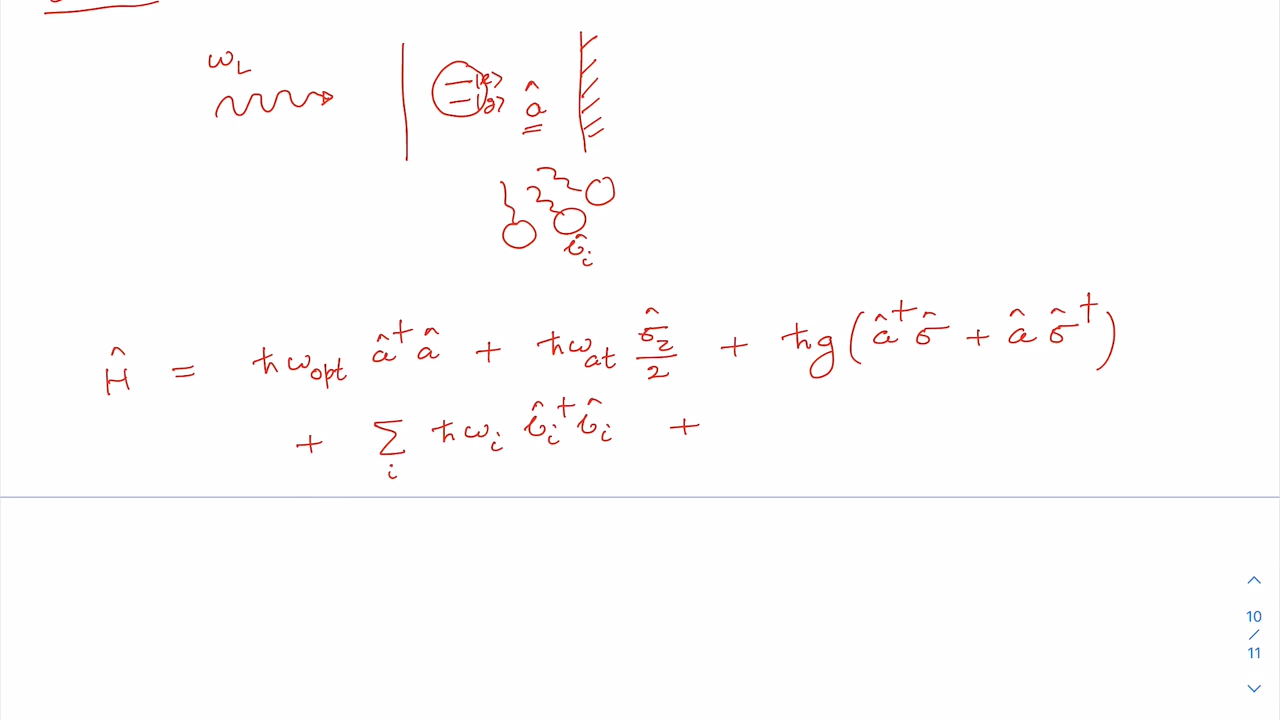 ω_L
|e>
|g>
â
b̂_i
Ĥ = ħω_opt â†â + ħω_at σ̂_z/2 + ħg(â†σ̂ + âσ̂†)
+ Σ_i ħω_i b̂_i†b̂_i +
10
/
11